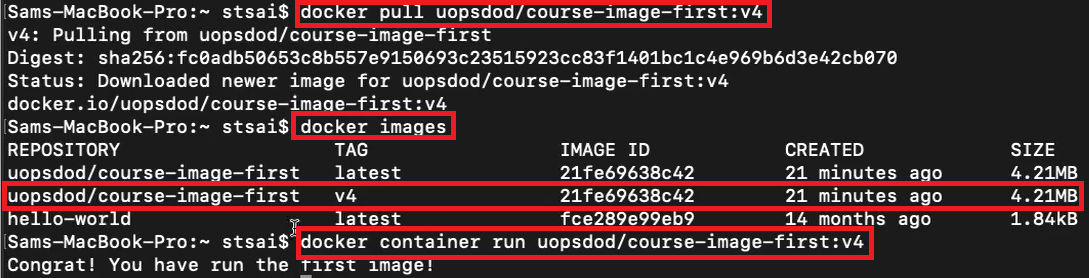 Sams-MacBook-Pro:~ stsai$ docker pull uopsdod/course-image-first:v4
v4: Pulling from uopsdod/course-image-first
Digest: sha256:fc0adb50653c8b557e9150693c23515923cc83f1401bc1c4e969b6d3e42cb070
Status: Downloaded newer image for uopsdod/course-image-first:v4
docker.io/uopsdod/course-image-first:v4
Sams-MacBook-Pro:~ stsai$ docker images
REPOSITORY TAG IMAGE ID CREATED SIZE
uopsdod/course-image-first latest 21fe69638c42 21 minutes ago 4.21MB
uopsdod/course-image-first v4 21fe69638c42 21 minutes ago 4.21MB
hello-world latest fce289e99eb9 14 months ago 1.84kB
Sams-MacBook-Pro:~ stsai$ docker container run uopsdod/course-image-first:v4
Congrat! You have run the first image!